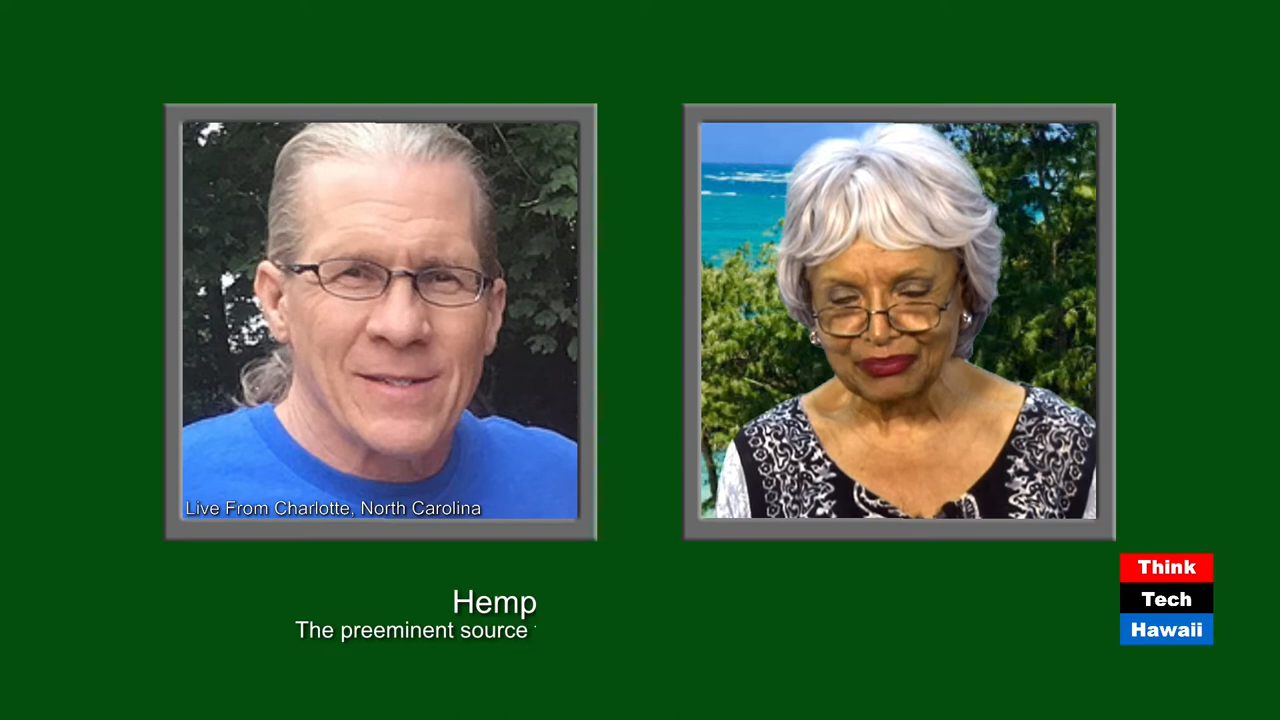 Live From Charlotte, North Carolina
Hemp
The preeminent source
Think
Tech
Hawaii